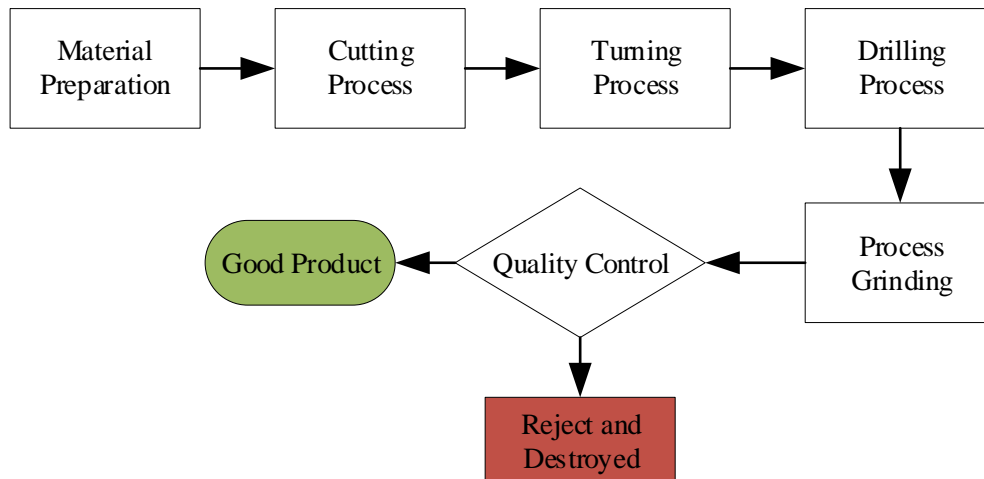 Material
Preparation
Cutting
Process
Turning
Process
Drilling
Process
Process
Grinding
Quality Control
Good Product
Reject and
Destroyed